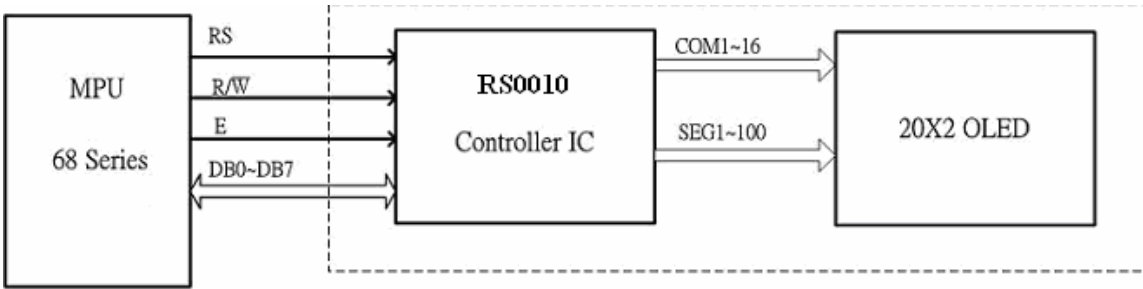 MPU
68 Series
RS
R/W̅
E
DB0~DB7
RS0010
Controller IC
COM1~16
SEG1~100
20X2 OLED